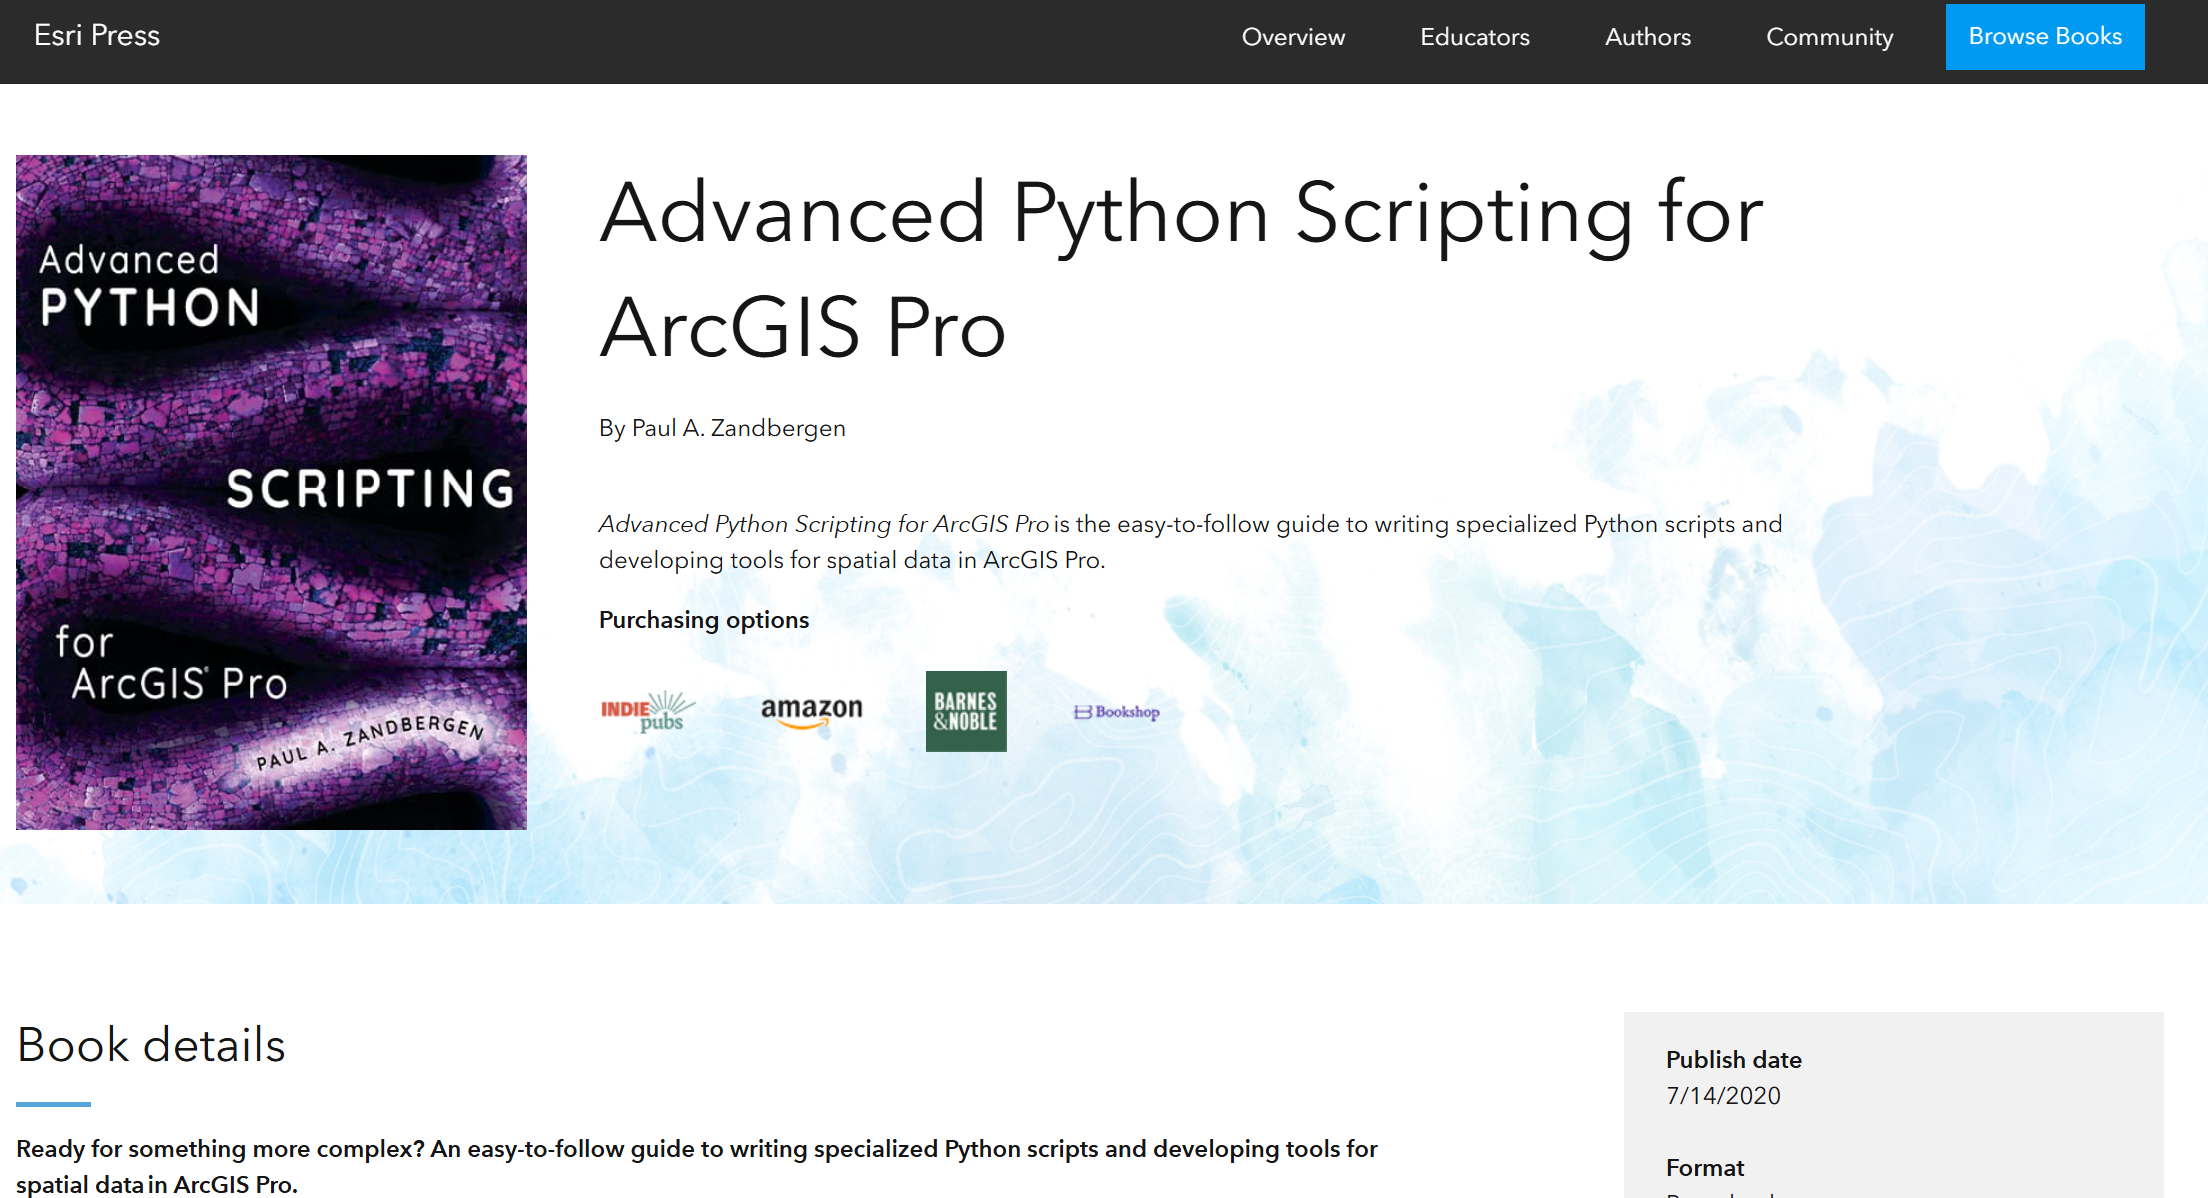 Esri Press
Overview
Educators
Authors
Community
Browse Books
Advanced
PYTHON
SCRIPTING
for
ArcGIS® Pro
PAUL A. ZANDBERGEN
Advanced Python Scripting for
ArcGIS Pro
By Paul A. Zandbergen
Advanced Python Scripting for ArcGIS Pro is the easy-to-follow guide to writing specialized Python scripts and
developing tools for spatial data in ArcGIS Pro.
Purchasing options
INDIE
pubs
amazon
BARNES
&NOBLE
Bookshop
Book details
Ready for something more complex? An easy-to-follow guide to writing specialized Python scripts and developing tools for
spatial data in ArcGIS Pro.
Publish date
7/14/2020
Format